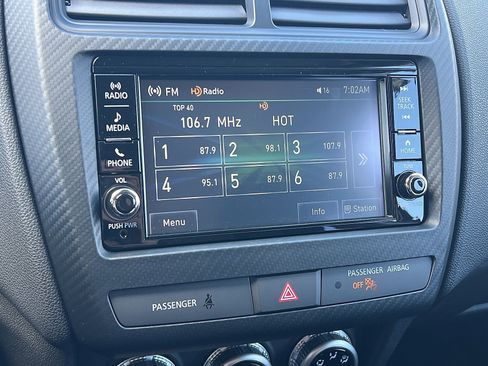 RADIO
MEDIA
PHONE
VOL
PUSH PWR
FM HD Radio 16 7:02AM
TOP 40 HD
106.7 MHz HOT
1 87.9 2 98.1 3 107.9
4 95.1 5 87.9 6 87.9
Menu Info Station
SEEK
TRACK
HOME
TUNE
PASSENGER
PASSENGER AIRBAG
OFF